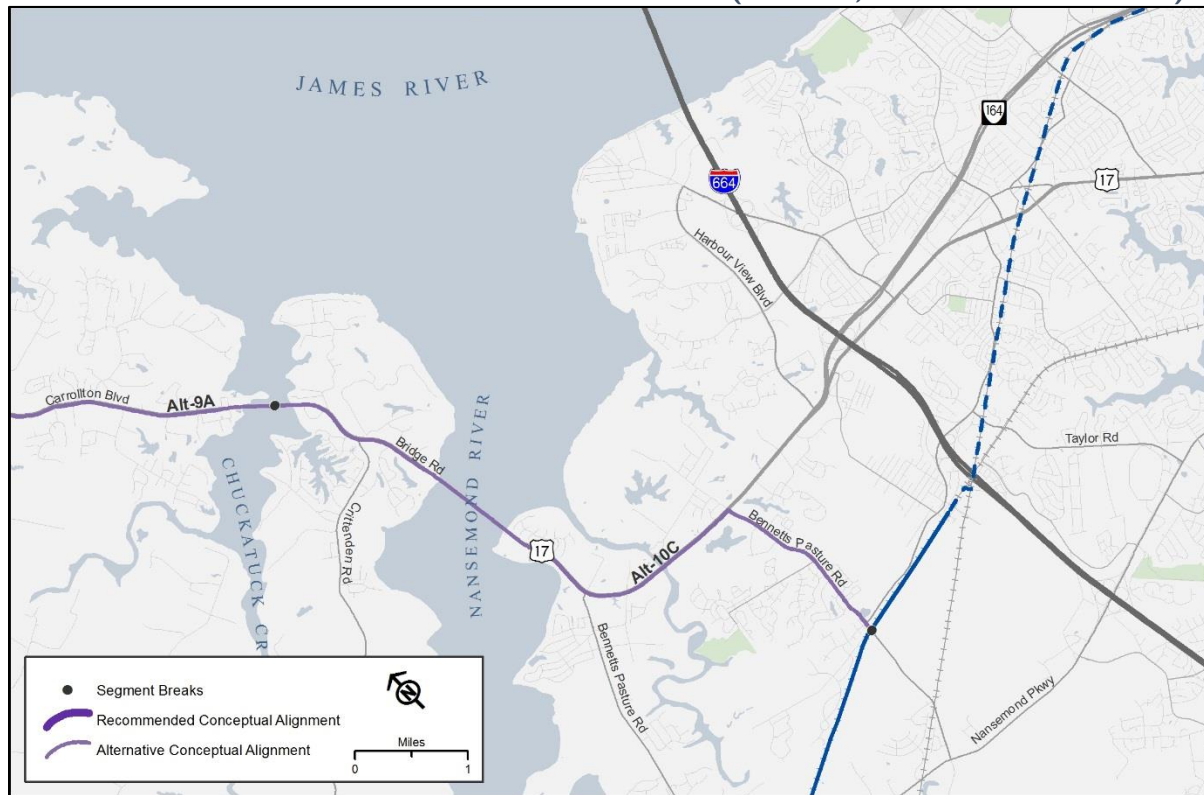 JAMES RIVER
164
17
664
Harbour View Blvd
Carrollton Blvd
Alt-9A
Bridge Rd
NANSEMOND RIVER
Taylor Rd
CHUCKATUCK CR
Crittenden Rd
17
Alt-10C
Bennetts Pasture Rd
Bennetts Pasture Rd
Nansemond Pkwy
Segment Breaks
Recommended Conceptual Alignment
Alternative Conceptual Alignment
N
Miles
0 1